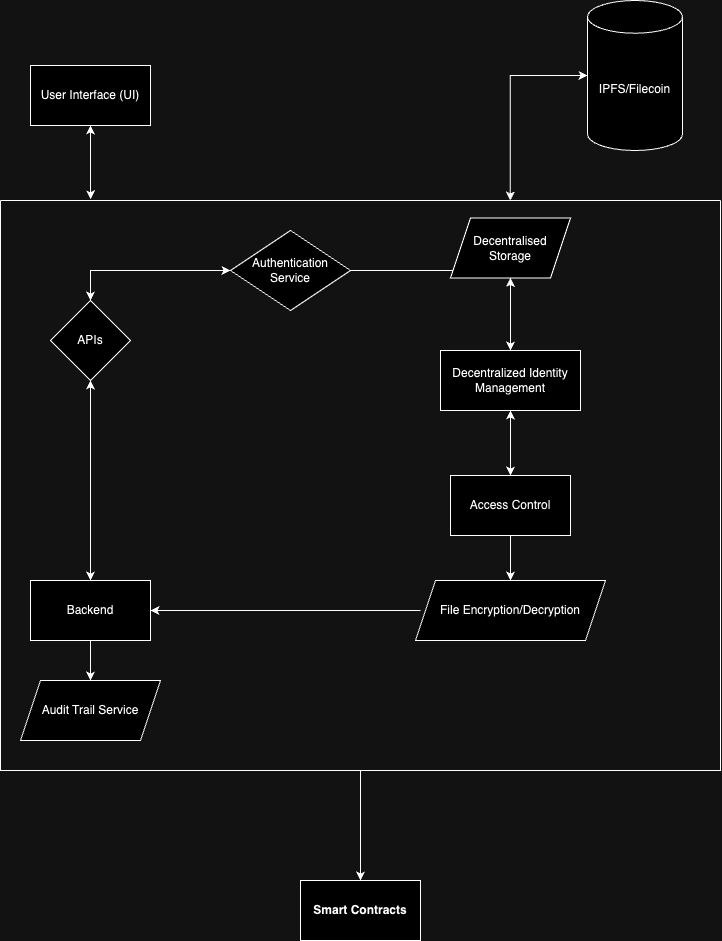 IPFS/Filecoin
User Interface (UI)
Decentralised
Storage
Authentication
Service
APIs
Decentralized Identity
Management
Access Control
Backend
File Encryption/Decryption
Audit Trail Service
Smart Contracts